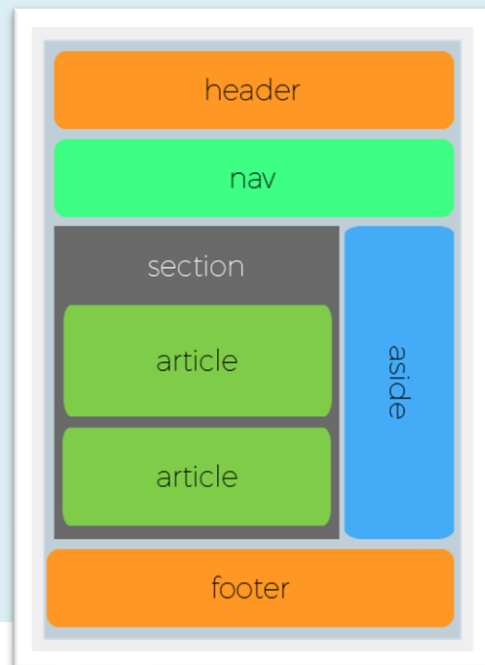 header
nav
section
article
aside
article
footer